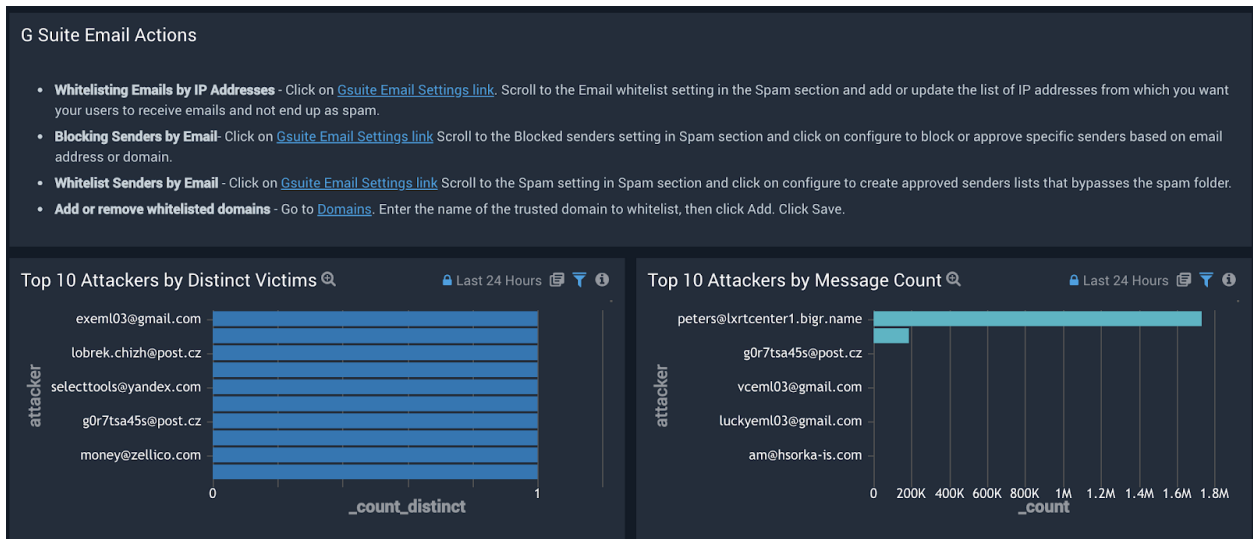 G Suite Email Actions
• Whitelisting Emails by IP Addresses - Click on Gsuite Email Settings link. Scroll to the Email whitelist setting in the Spam section and add or update the list of IP addresses from which you want
your users to receive emails and not end up as spam.
• Blocking Senders by Email- Click on Gsuite Email Settings link Scroll to the Blocked senders setting in Spam section and click on configure to block or approve specific senders based on email
address or domain.
• Whitelist Senders by Email - Click on Gsuite Email Settings link Scroll to the Spam setting in Spam section and click on configure to create approved senders lists that bypasses the spam folder.
• Add or remove whitelisted domains - Go to Domains. Enter the name of the trusted domain to whitelist, then click Add. Click Save.
Top 10 Attackers by Distinct Victims
Last 24 Hours
exeml03@gmail.com
lobrek.chizh@post.cz
selecttools@yandex.com
g0r7tsa45s@post.cz
money@zellico.com
attacker
0 1
_count_distinct
Top 10 Attackers by Message Count
Last 24 Hours
peters@lxrtcenter1.bigr.name
g0r7tsa45s@post.cz
vceml03@gmail.com
luckyeml03@gmail.com
am@hsorka-is.com
attacker
0 200K 400K 600K 800K 1M 1.2M 1.4M 1.6M 1.8M
_count